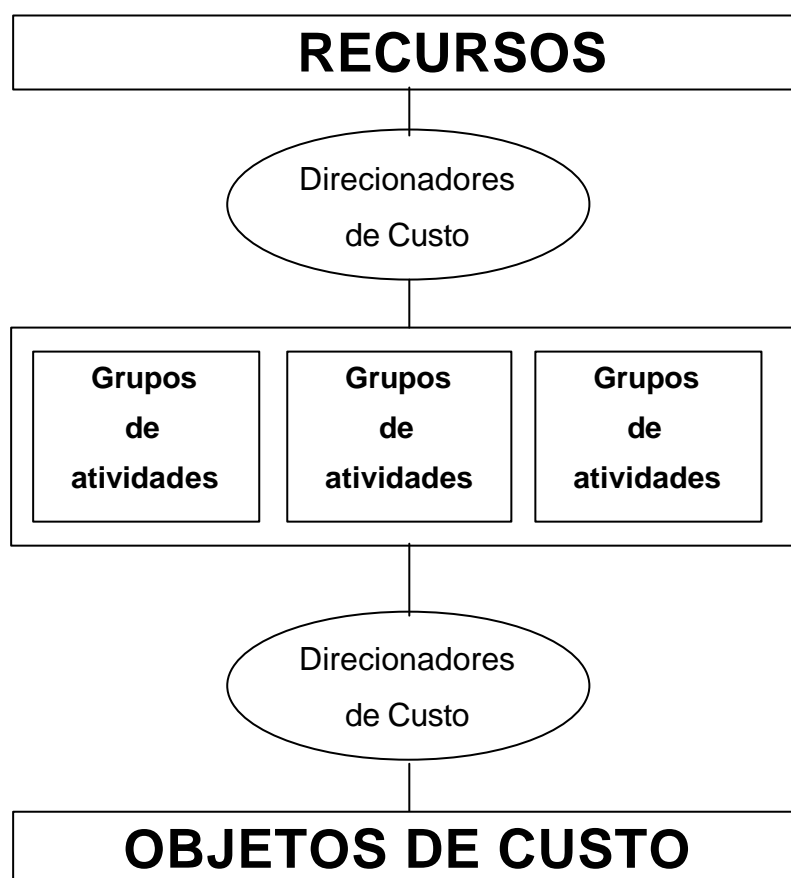 RECURSOS
Direcionadores
de Custo
Grupos
de
atividades
Grupos
de
atividades
Grupos
de
atividades
Direcionadores
de Custo
OBJETOS DE CUSTO